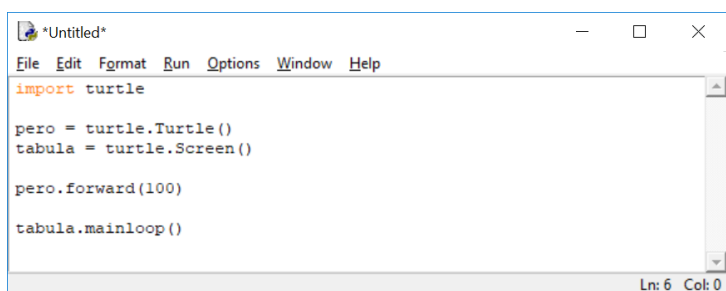 *Untitled*
File Edit Format Run Options Window Help
import turtle
pero = turtle.Turtle()
tabula = turtle.Screen()
pero.forward(100)
tabula.mainloop()
Ln: 6 Col: 0